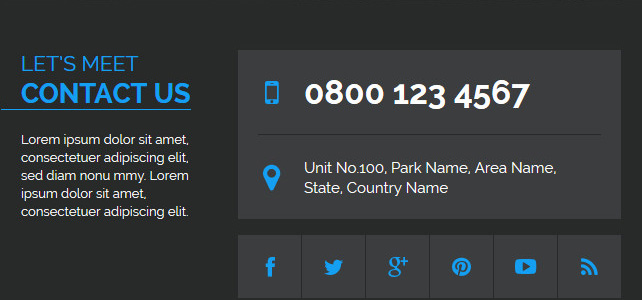 LET'S MEET
CONTACT US
Lorem ipsum dolor sit amet,
consectetuer adipiscing elit,
sed diam nonu mmy. Lorem
ipsum dolor sit amet,
consectetuer adipiscing elit.
0800 123 4567
Unit No.100, Park Name, Area Name,
State, Country Name